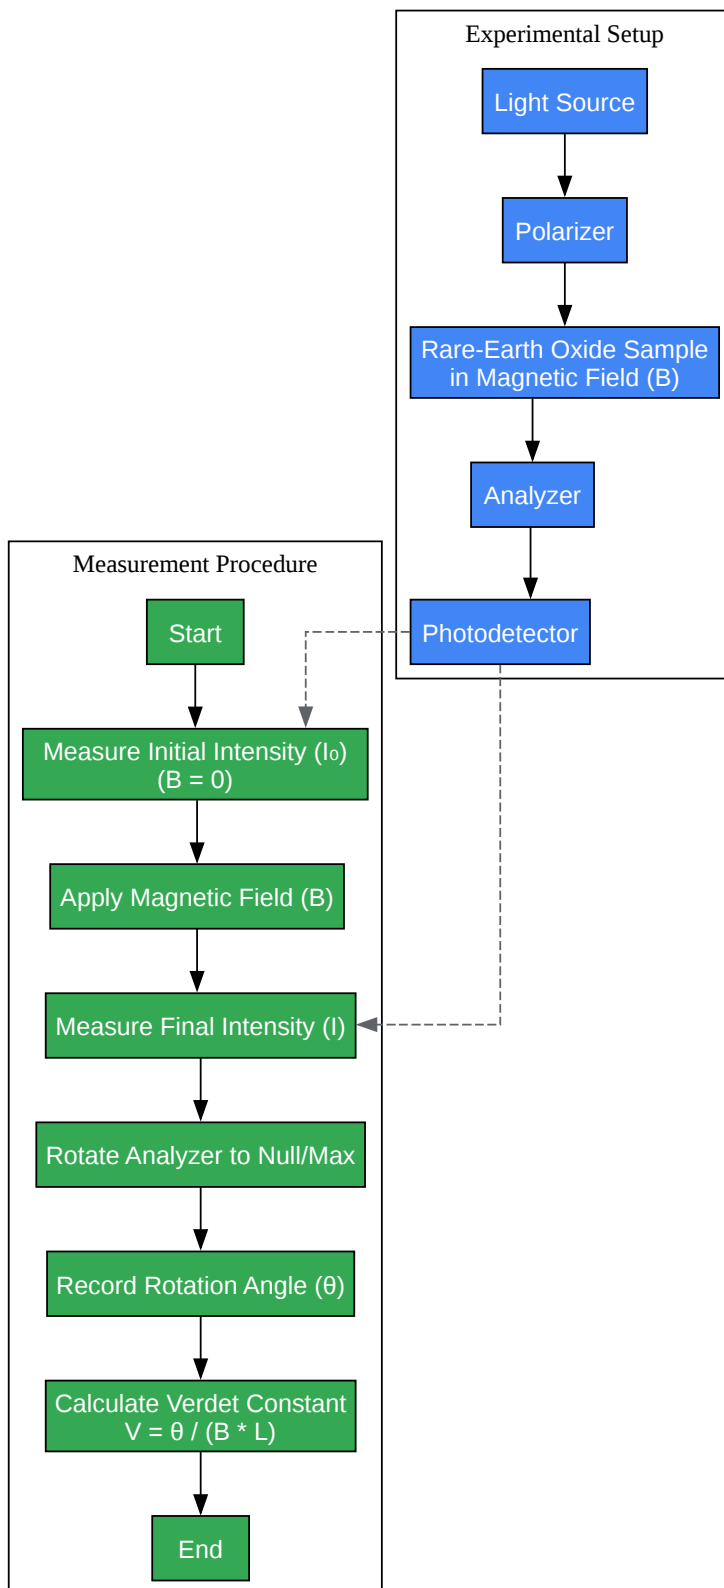 Experimental Setup
Light Source
Polarizer
Rare-Earth Oxide Sample
in Magnetic Field (B)
Analyzer
Photodetector
Measurement Procedure
Start
Measure Initial Intensity (I₀)
(B = 0)
Apply Magnetic Field (B)
Measure Final Intensity (I)
Rotate Analyzer to Null/Max
Record Rotation Angle (θ)
Calculate Verdet Constant
V = θ / (B * L)
End